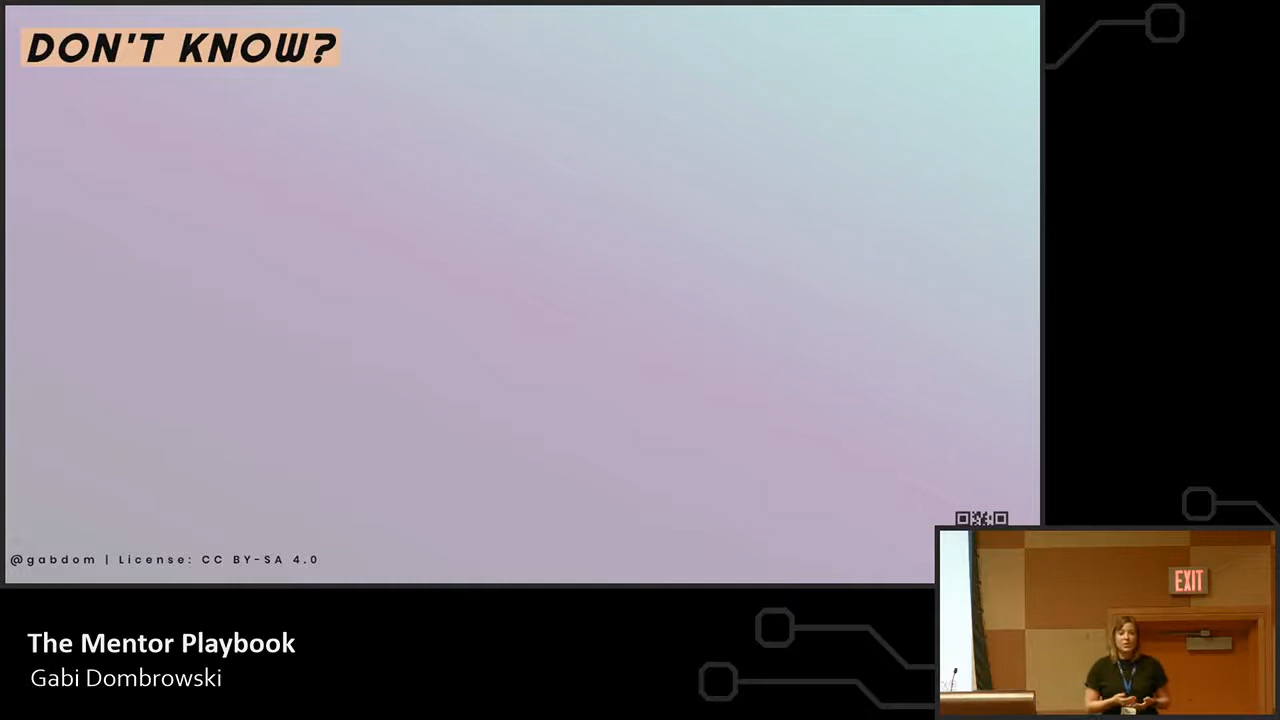 DON'T KNOW?
@gabdom | License: CC BY-SA 4.0
The Mentor Playbook
Gabi Dombrowski
EXIT